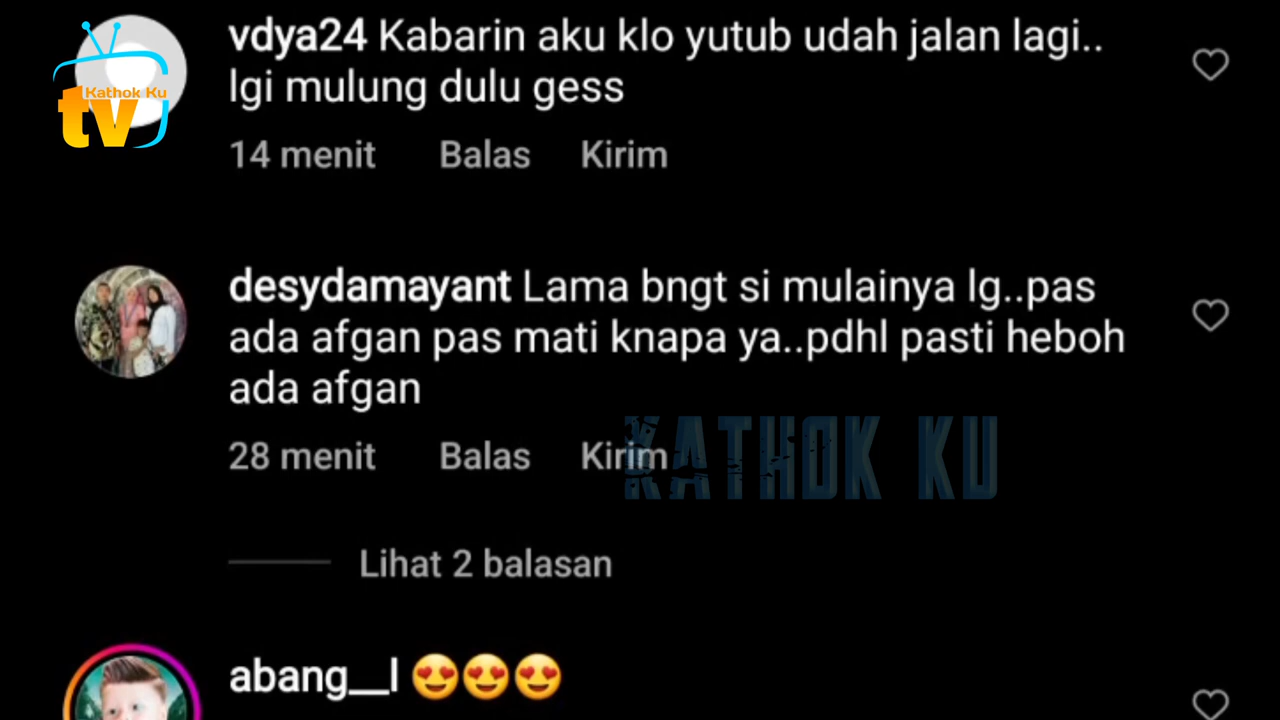 vdya24 Kabarin aku klo yutub udah jalan lagi..
lgi mulung dulu gess
Kathok Ku
tv
14 menit Balas Kirim
desydamayant Lama bngt si mulainya lg..pas
ada afgan pas mati knapa ya..pdhl pasti heboh
ada afgan
28 menit Balas Kirim
KATHOK KU
Lihat 2 balasan
abang__l 😍😍😍